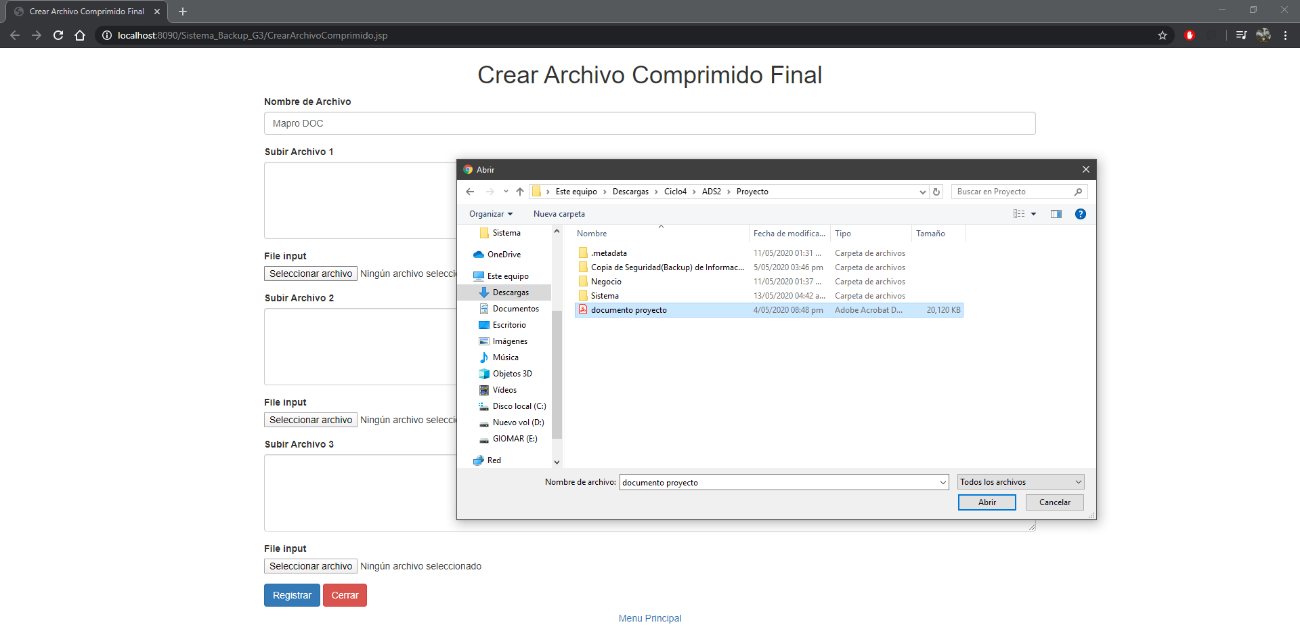 Crear Archivo Comprimido Final
localhost:8090/Sistema_Backup_G3/CrearArchivoComprimido.jsp
Crear Archivo Comprimido Final
Nombre de Archivo
Mapro DOC
Subir Archivo 1
File input
Seleccionar archivo Ningún archivo selecci
Subir Archivo 2
File input
Seleccionar archivo Ningún archivo selecci
Subir Archivo 3
File input
Seleccionar archivo Ningún archivo seleccionado
Registrar Cerrar
Menu Principal
Abrir
Este equipo > Descargas > Ciclo4 > ADS2 > Proyecto
Buscar en Proyecto
Organizar Nueva carpeta
Sistema
OneDrive
Este equipo
Descargas
Documentos
Escritorio
Imágenes
Música
Objetos 3D
Vídeos
Disco local (C:)
Nuevo vol (D:)
GIOMAR (E:)
Red
Nombre Fecha de modifica... Tipo Tamaño
.metadata 11/05/2020 01:31 ... Carpeta de archivos
Copia de Seguridad(Backup) de Informac... 5/05/2020 03:46 pm Carpeta de archivos
Negocio 11/05/2020 01:37 ... Carpeta de archivos
Sistema 13/05/2020 04:42 a... Carpeta de archivos
documento proyecto 4/05/2020 08:48 pm Adobe Acrobat D... 20,120 KB
Nombre de archivo: documento proyecto Todos los archivos
Abrir Cancelar